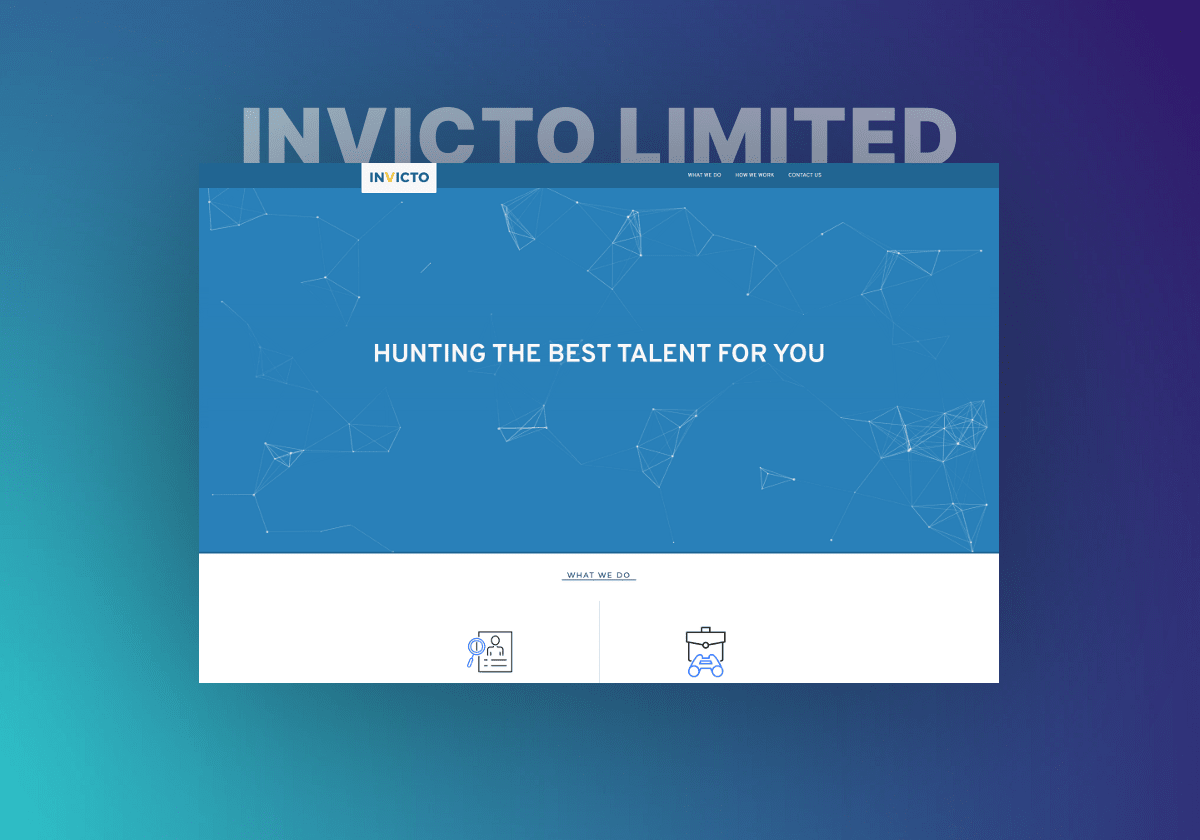 INVICTO LIMITED
INVICTO
WHAT WE DO
HOW WE WORK
CONTACT US
HUNTING THE BEST TALENT FOR YOU
WHAT WE DO